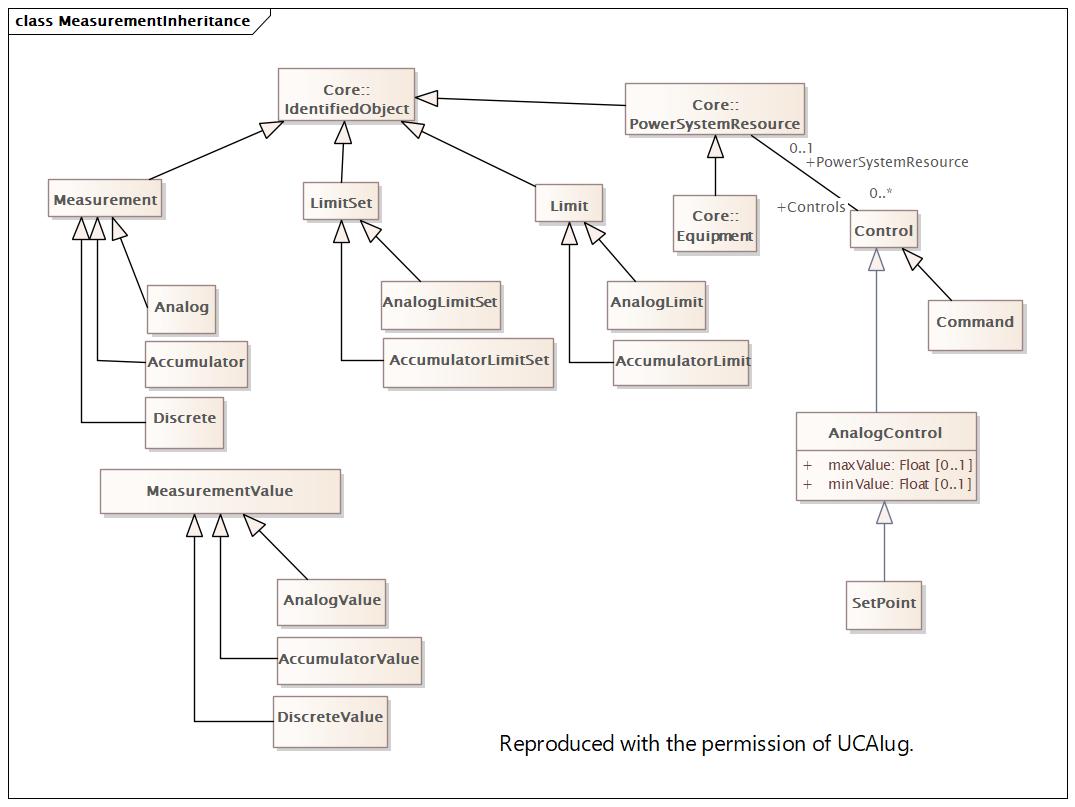 class MeasurementInheritance
Core::
IdentifiedObject
Core::
PowerSystemResource
0..1
+PowerSystemResource
0..*
+Controls
Measurement
LimitSet
Limit
Core::
Equipment
Control
Analog
AnalogLimitSet
AnalogLimit
Command
Accumulator
AccumulatorLimitSet
AccumulatorLimit
Discrete
AnalogControl
+ maxValue: Float [0..1]
+ minValue: Float [0..1]
MeasurementValue
AnalogValue
SetPoint
AccumulatorValue
DiscreteValue
Reproduced with the permission of UCAIug.